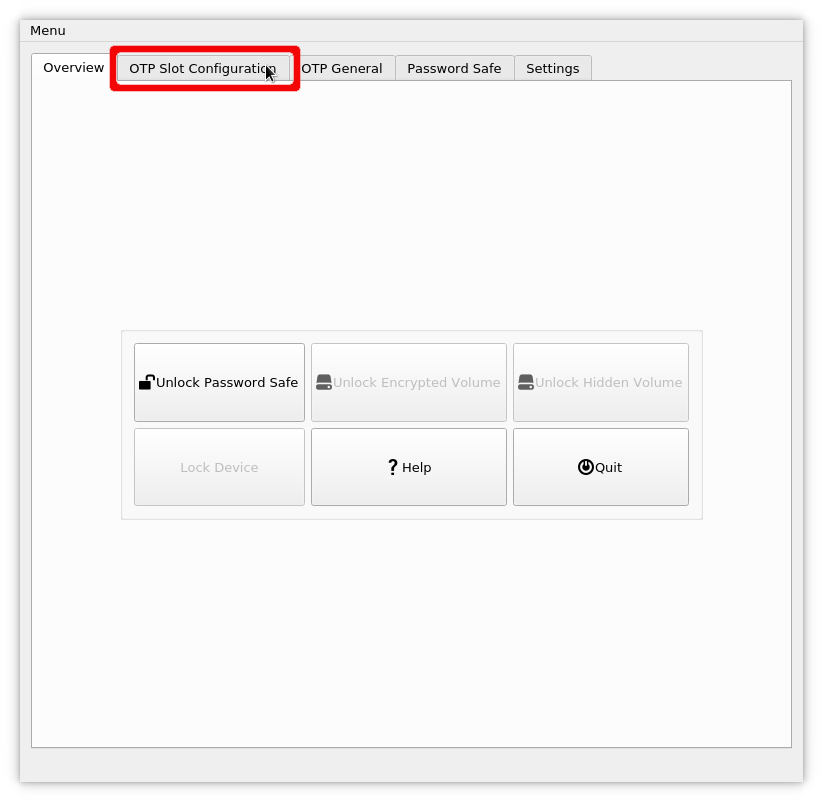 Menu
Overview OTP Slot Configuration OTP General Password Safe Settings
Unlock Password Safe Unlock Encrypted Volume Unlock Hidden Volume
Lock Device ? Help Quit